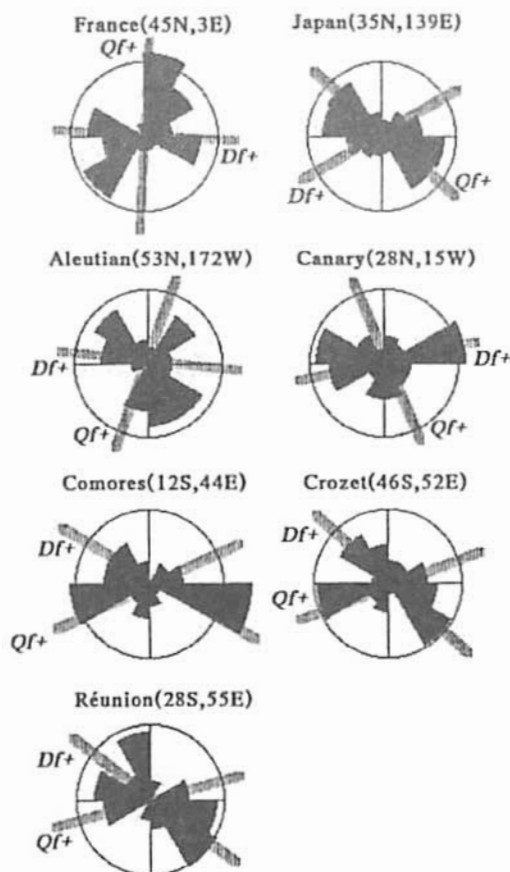 France(45N,3E)
Japan(35N,139E)
Qf+
Df+
Df+
Qf+
Aleutian(53N,172W)
Canary(28N,15W)
Df+
Qf+
Df+
Qf+
Comores(12S,44E)
Crozet(46S,52E)
Df+
Qf+
Df+
Qf+
Réunion(28S,55E)
Df+
Qf+